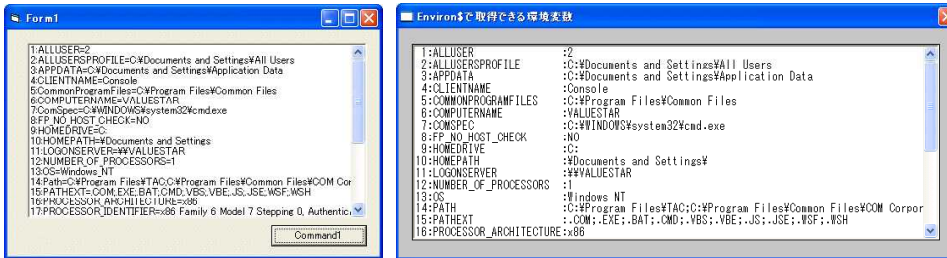 Form1
1:ALLUSER=2
2:ALLUSERSPROFILE=C:¥Documents and Settings¥All Users
3:APPDATA=C:¥Documents and Settings¥Application Data
4:CLIENTNAME=Console
5:CommonProgramFiles=C:¥Program Files¥Common Files
6:COMPUTERNAME=VALUESTAR
7:ComSpec=C:¥WINDOWS¥system32¥cmd.exe
8:FP_NO_HOST_CHECK=NO
9:HOMEDRIVE=C:
10:HOMEPATH=¥Documents and Settings
11:LOGONSERVER=¥¥VALUESTAR
12:NUMBER_OF_PROCESSORS=1
13:OS=Windows_NT
14:Path=C:¥Program Files¥TAC;C:¥Program Files¥Common Files¥COM Cor
15:PATHEXT=.COM;.EXE;.BAT;.CMD;.VBS;.VBE;.JS;.JSE;.WSF;.WSH
16:PROCESSOR_ARCHITECTURE=x86
17:PROCESSOR_IDENTIFIER=x86 Family 6 Model 7 Stepping 0, Authentic
Command1
Environ$で取得できる環境変数
1:ALLUSER :2
2:ALLUSERSPROFILE :C:¥Documents and Settings¥All Users
3:APPDATA :C:¥Documents and Settings¥Application Data
4:CLIENTNAME :Console
5:COMMONPROGRAMFILES :C:¥Program Files¥Common Files
6:COMPUTERNAME :VALUESTAR
7:COMSPEC :C:¥WINDOWS¥system32¥cmd.exe
8:FP_NO_HOST_CHECK :NO
9:HOMEDRIVE :C:
10:HOMEPATH :¥Documents and Settings¥
11:LOGONSERVER :¥¥VALUESTAR
12:NUMBER_OF_PROCESSORS :1
13:OS :Windows_NT
14:PATH :C:¥Program Files¥TAC;C:¥Program Files¥Common Files¥COM Corpor
15:PATHEXT :.COM;.EXE;.BAT;.CMD;.VBS;.VBE;.JS;.JSE;.WSF;.WSH
16:PROCESSOR_ARCHITECTURE:x86